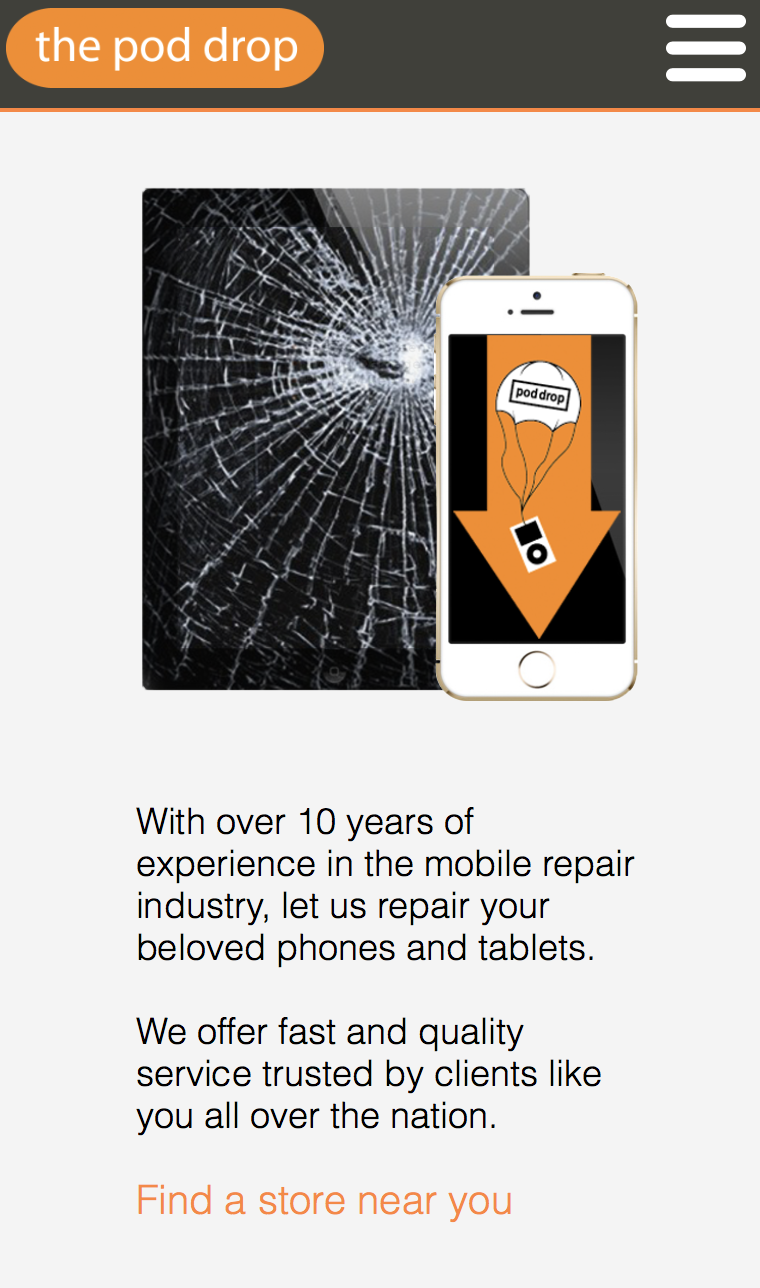 the pod drop
pod drop
With over 10 years of
experience in the mobile repair
industry, let us repair your
beloved phones and tablets.
We offer fast and quality
service trusted by clients like
you all over the nation.
Find a store near you